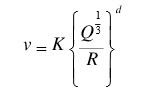 v = K { Q^{1/3} / R }^d